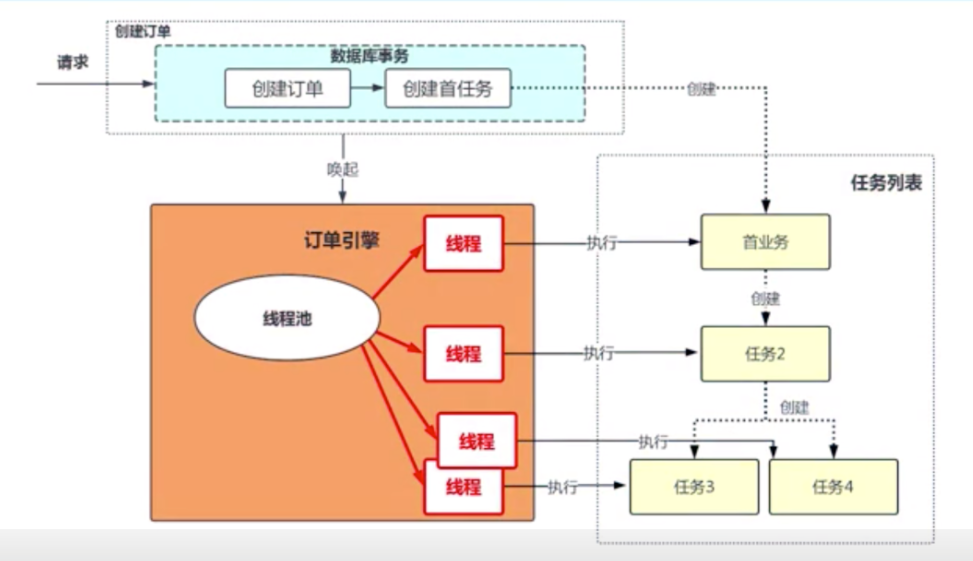 创建订单
请求
数据库事务
创建订单
创建首任务
创建
唤起
任务列表
订单引擎
线程
执行
首业务
线程池
创建
线程
执行
任务2
创建
线程
执行
线程
执行
任务3
任务4